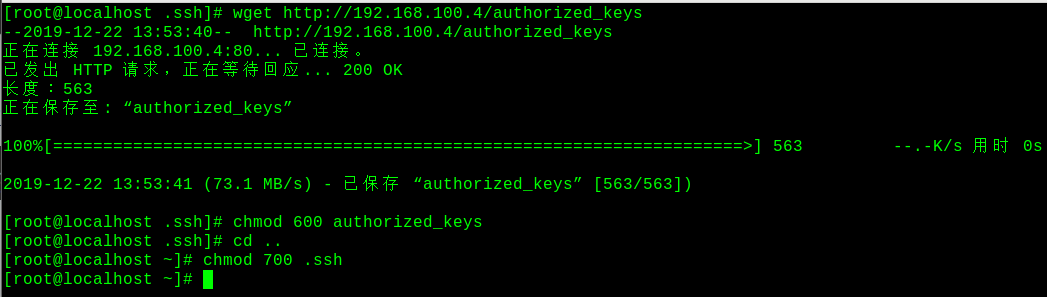 [root@localhost .ssh]# wget http://192.168.100.4/authorized_keys
--2019-12-22 13:53:40--  http://192.168.100.4/authorized_keys
正在连接 192.168.100.4:80... 已连接。
已发出 HTTP 请求，正在等待回应... 200 OK
长度：563
正在保存至: “authorized_keys”
100%[=====================================================================>] 563         --.-K/s 用时 0s
2019-12-22 13:53:41 (73.1 MB/s) - 已保存 “authorized_keys” [563/563])
[root@localhost .ssh]# chmod 600 authorized_keys
[root@localhost .ssh]# cd ..
[root@localhost ~]# chmod 700 .ssh
[root@localhost ~]#